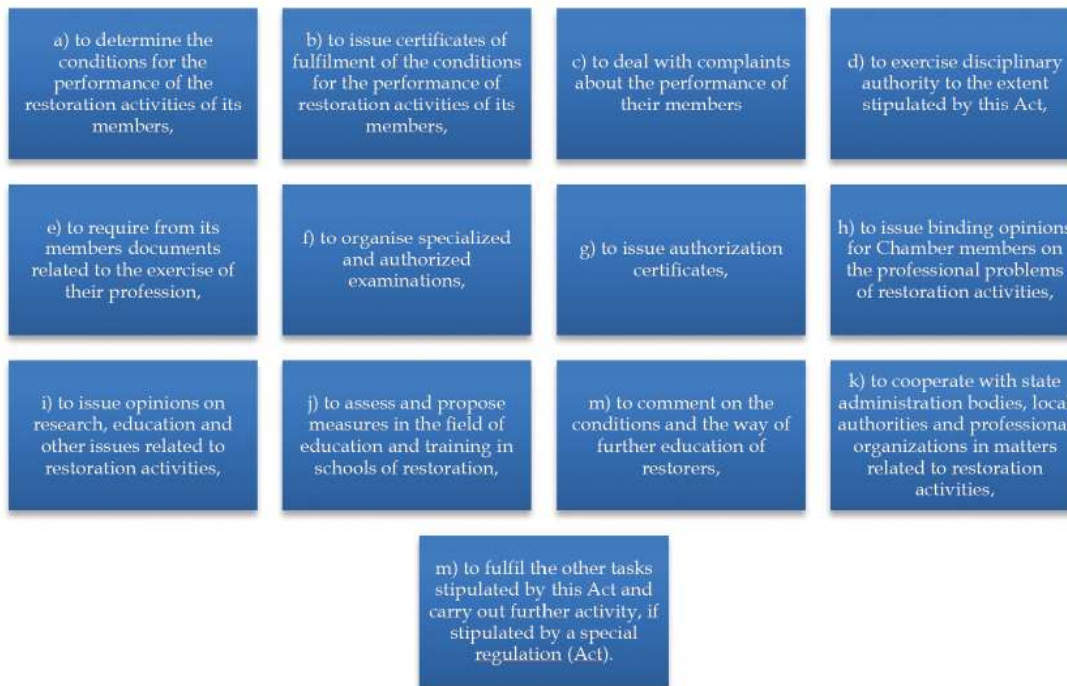 a) to determine the
conditions for the
performance of the
restoration activities of its
members,
b) to issue certificates of
fulfilment of the conditions
for the performance of
restoration activities of its
members,
c) to deal with complaints
about the performance of
their members
d) to exercise disciplinary
authority to the extent
stipulated by this Act,
e) to require from its
members documents
related to the exercise of
their profession,
f) to organise specialized
and authorized
examinations,
g) to issue authorization
certificates,
h) to issue binding opinions
for Chamber members on
the professional problems
of restoration activities,
i) to issue opinions on
research, education and
other issues related to
restoration activities,
j) to assess and propose
measures in the field of
education and training in
schools of restoration,
m) to comment on the
conditions and the way of
further education of
restorers,
k) to cooperate with state
administration bodies, local
authorities and professional
organizations in matters
related to restoration
activities,
m) to fulfil the other tasks
stipulated by this Act and
carry out further activity, if
stipulated by a special
regulation (Act).